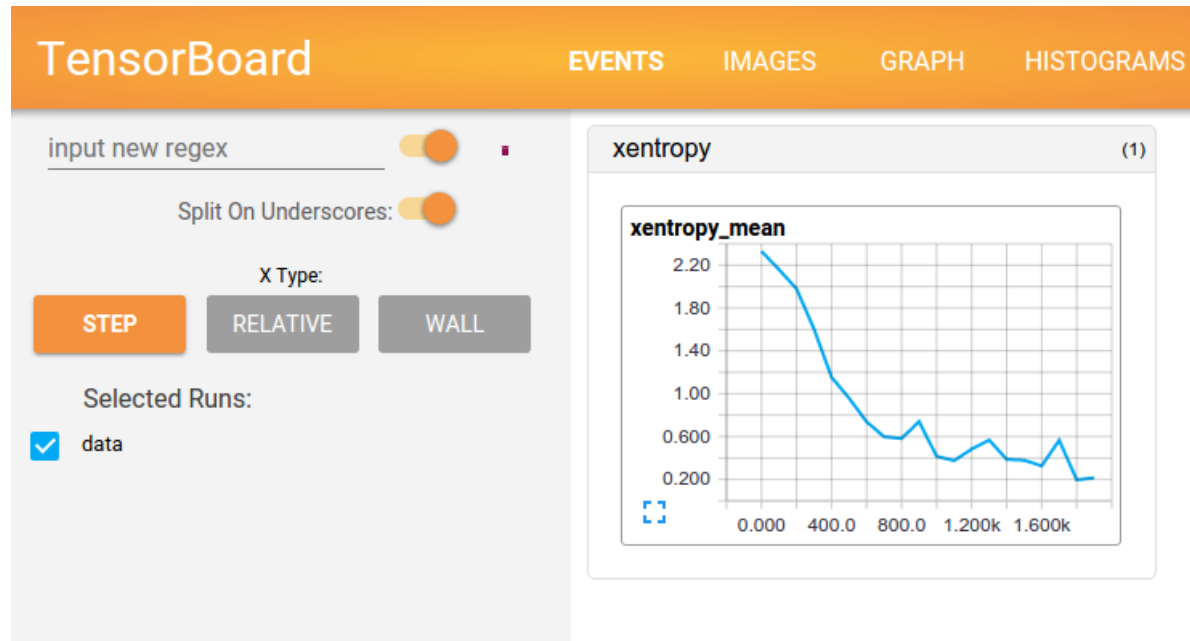 TensorBoard
EVENTS IMAGES GRAPH HISTOGRAMS
input new regex
Split On Underscores:
X Type:
STEP RELATIVE WALL
Selected Runs:
data
xentropy (1)
xentropy_mean
2.20
1.80
1.40
1.00
0.600
0.200
0.000 400.0 800.0 1.200k 1.600k